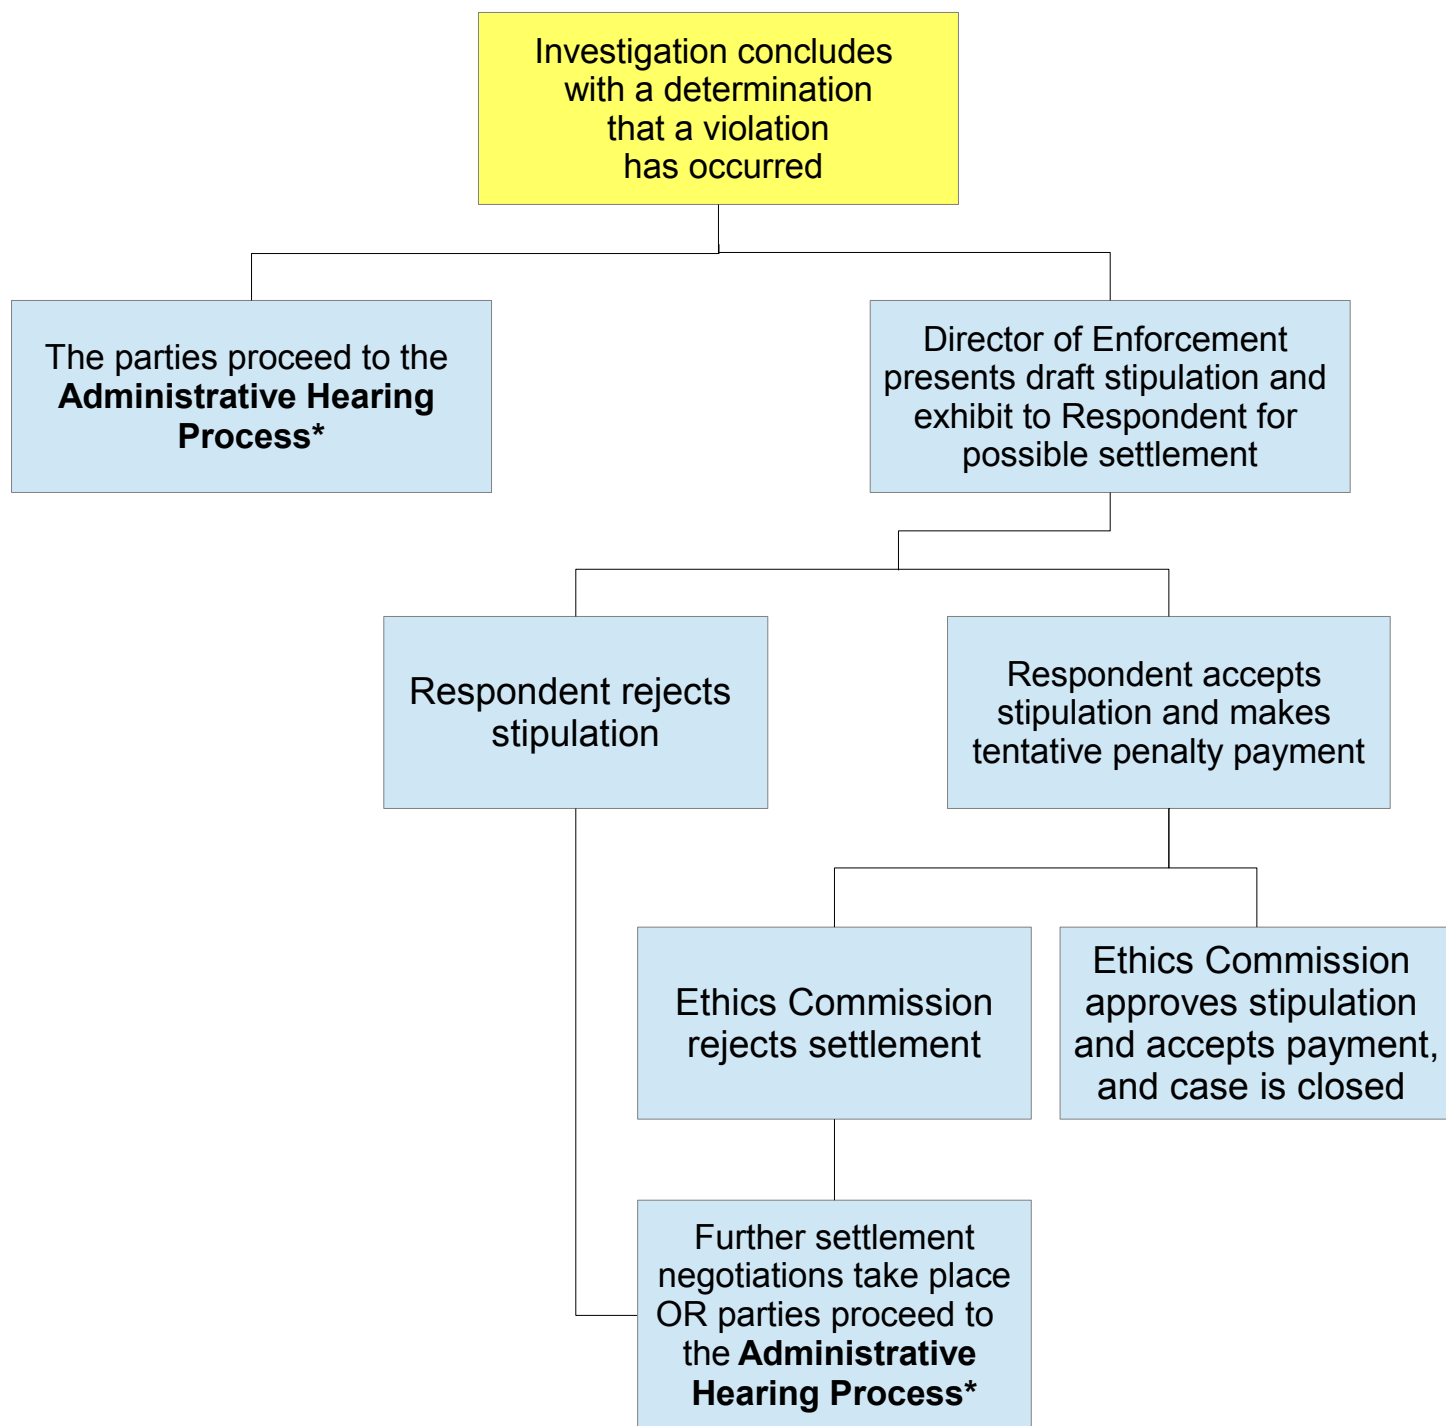 Investigation concludes
with a determination
that a violation
has occurred
The parties proceed to the
Administrative Hearing
Process*
Director of Enforcement
presents draft stipulation and
exhibit to Respondent for
possible settlement
Respondent rejects
stipulation
Respondent accepts
stipulation and makes
tentative penalty payment
Ethics Commission
rejects settlement
Ethics Commission
approves stipulation
and accepts payment,
and case is closed
Further settlement
negotiations take place
OR parties proceed to
the Administrative
Hearing Process*